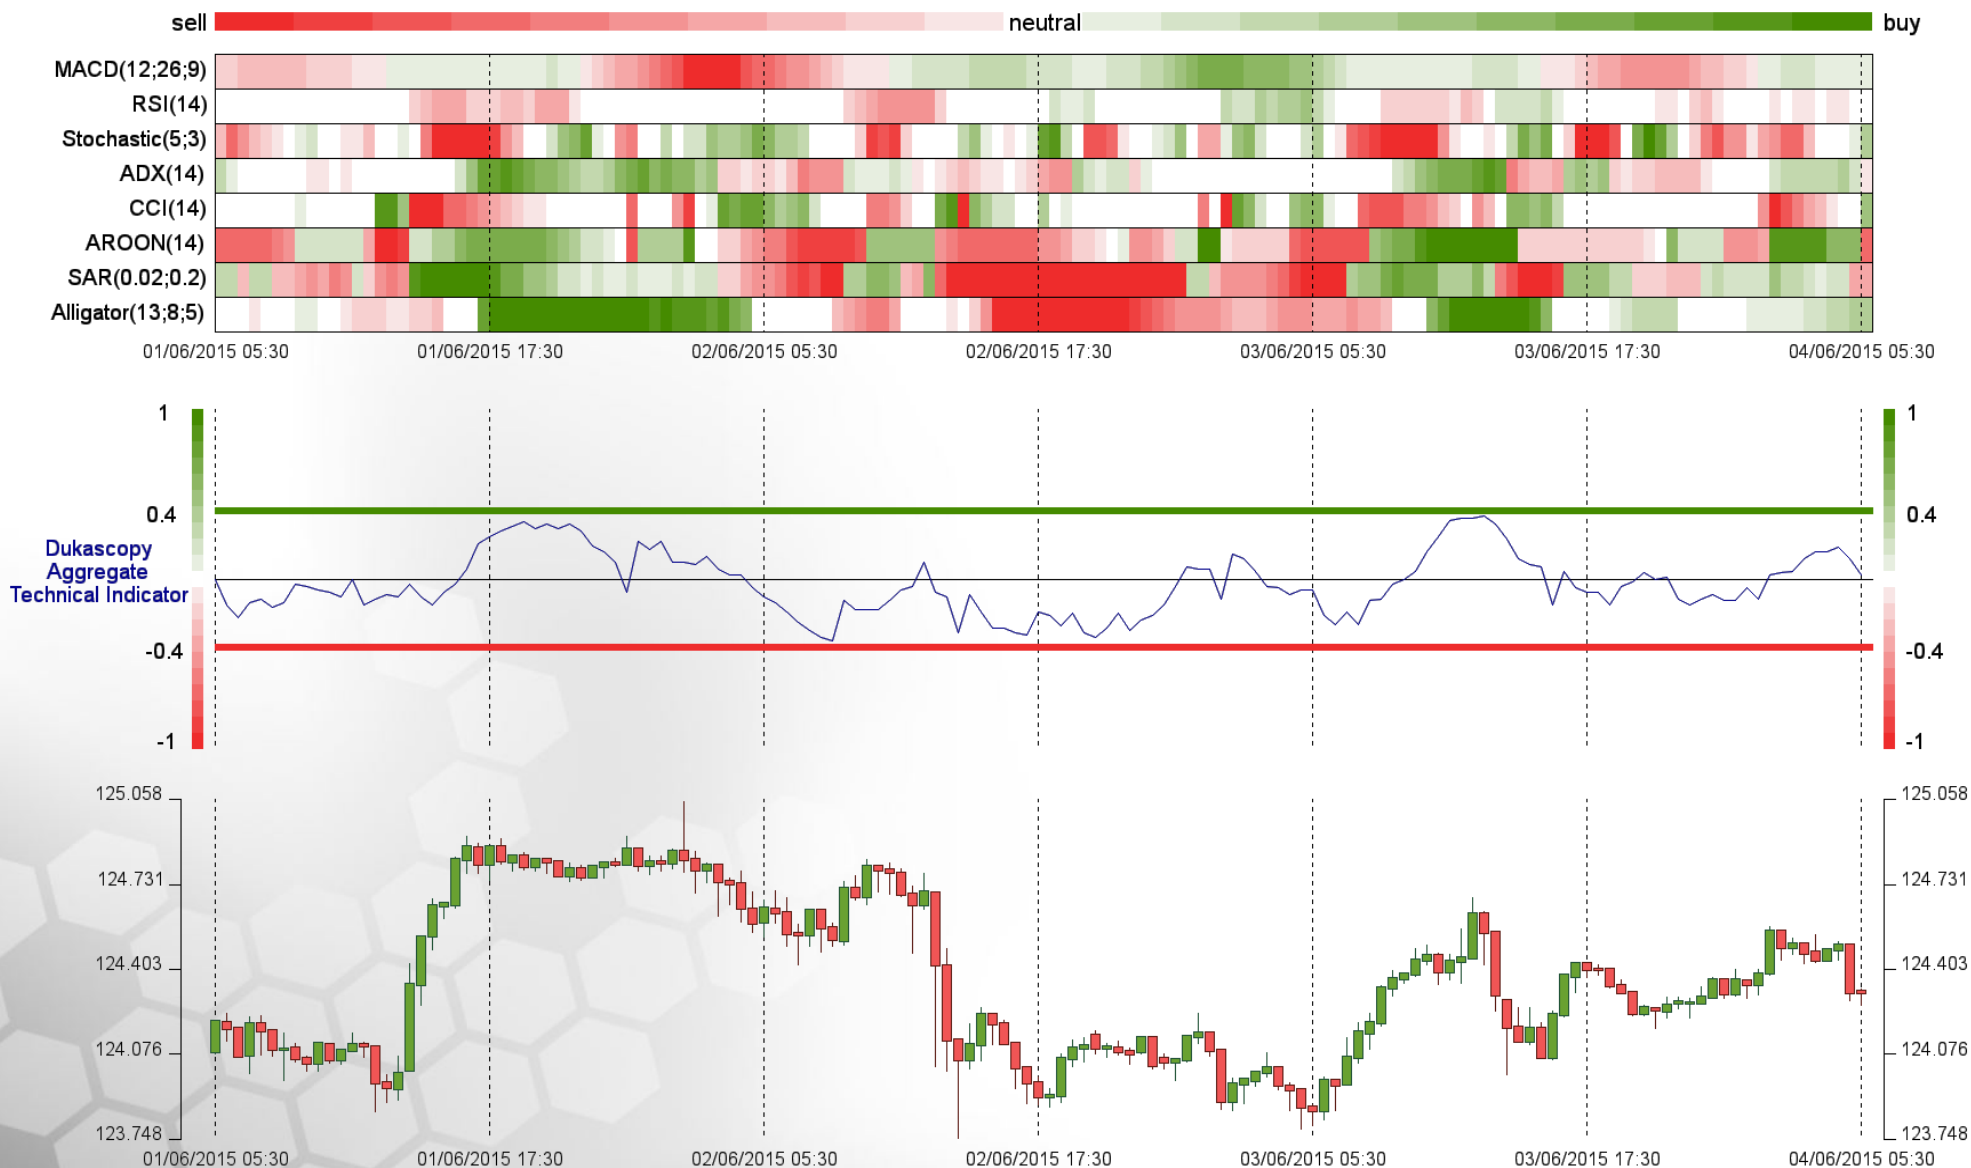 sell neutral buy
MACD(12;26;9)
RSI(14)
Stochastic(5;3)
ADX(14)
CCI(14)
AROON(14)
SAR(0.02;0.2)
Alligator(13;8;5)
01/06/2015 05:30 01/06/2015 17:30 02/06/2015 05:30 02/06/2015 17:30 03/06/2015 05:30 03/06/2015 17:30 04/06/2015 05:30
1 1
0.4 0.4
Dukascopy
Aggregate
Technical Indicator
-0.4 -0.4
-1 -1
125.058 125.058
124.731 124.731
124.403 124.403
124.076 124.076
123.748 123.748
01/06/2015 05:30 01/06/2015 17:30 02/06/2015 05:30 02/06/2015 17:30 03/06/2015 05:30 03/06/2015 17:30 04/06/2015 05:30